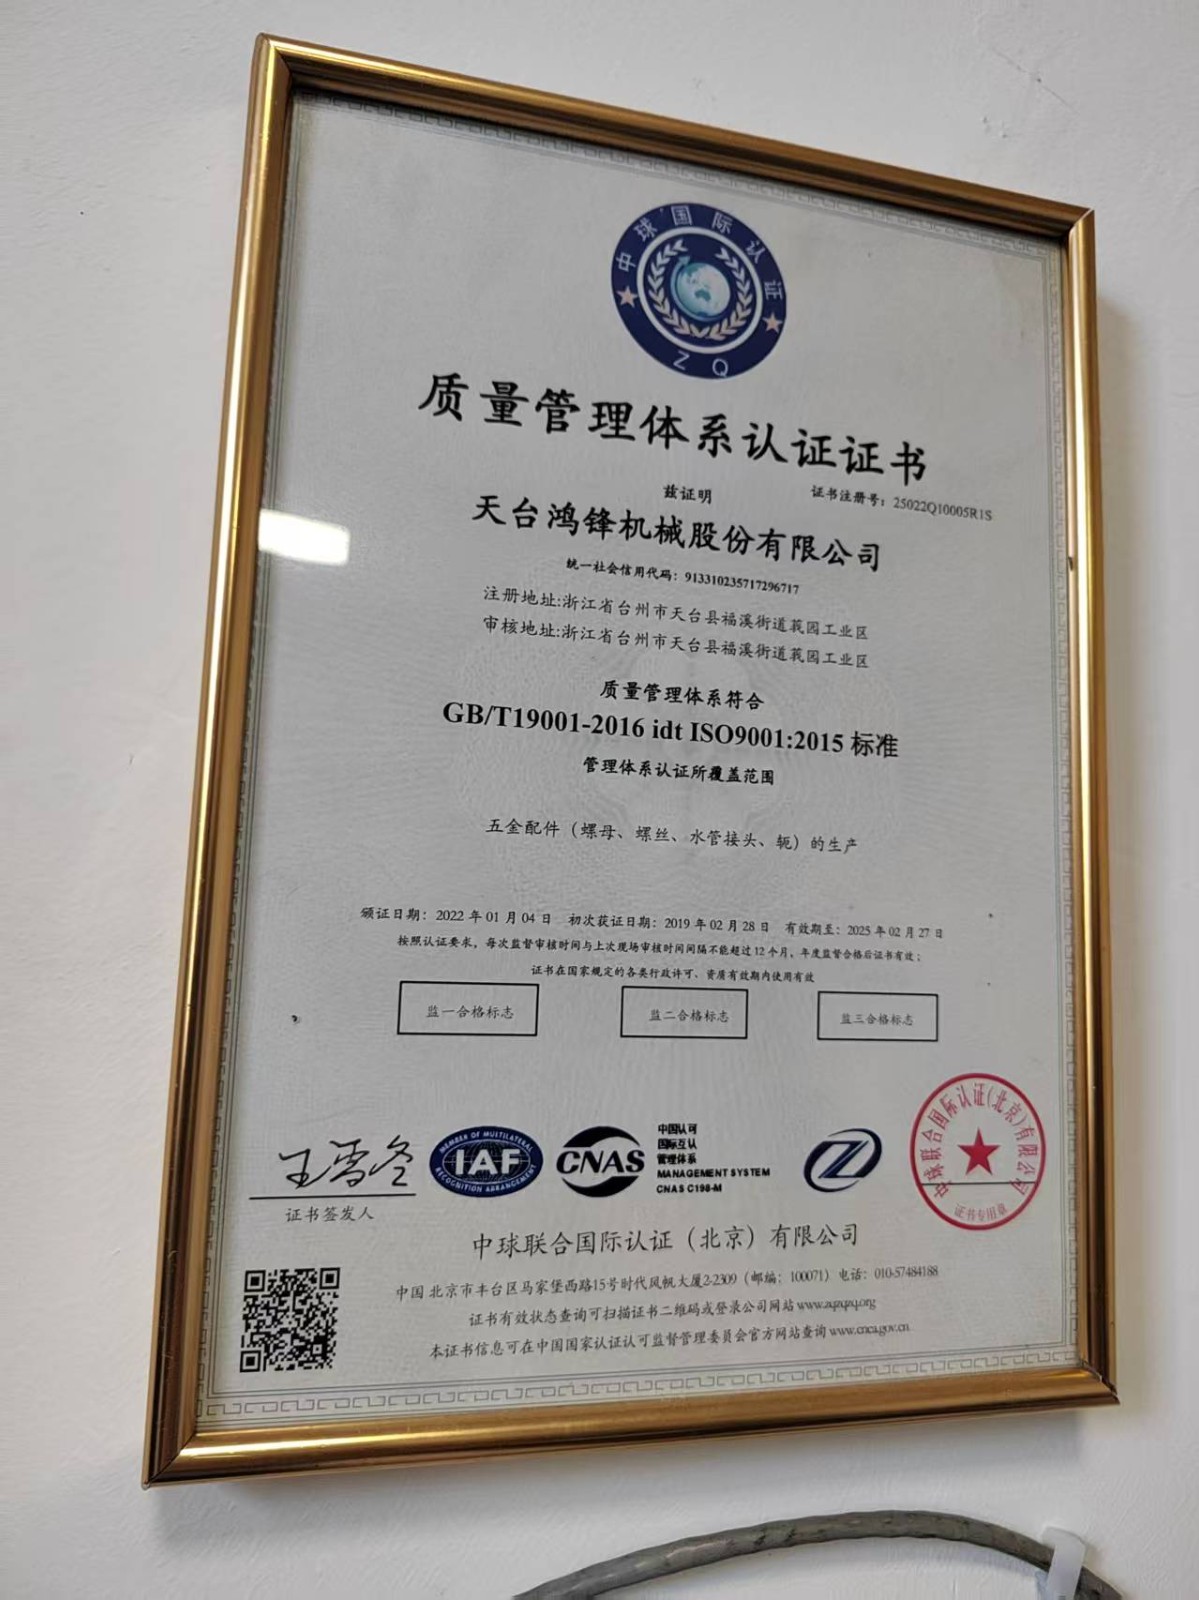 中球国际认证
ZQ
质量管理体系认证证书
兹证明
证书注册号：25022Q10005R1S
天台鸿锋机械股份有限公司
统一社会信用代码：913310235717296717
注册地址:浙江省台州市天台县福溪街道莪园工业区
审核地址:浙江省台州市天台县福溪街道莪园工业区
质量管理体系符合
GB/T19001-2016 idt ISO9001:2015 标准
管理体系认证所覆盖范围
五金配件（螺母、螺丝、水管接头、轭）的生产
颁证日期：2022 年 01 月 04 日 初次获证日期：2019 年 02 月 28 日 有效期至：2025 年 02 月 27 日
按照认证要求，每次监督审核时间与上次现场审核时间间隔不能超过 12 个月，年度监督合格后证书有效；
证书在国家规定的各类行政许可、资质有效期内使用有效
监一合格标志
监二合格标志
监三合格标志
王雪冬
证书签发人
MEMBER OF MULTILATERAL
IAF
RECOGNITION ARRANGEMENT
CNAS
中国认可
国际互认
管理体系
MANAGEMENT SYSTEM
CNAS C198-M
中球联合国际认证(北京)有限公司
证书专用章
中球联合国际认证（北京）有限公司
中国 北京市丰台区马家堡西路15号时代风帆大厦2-2309（邮编：100071）电话：010-57484188
证书有效状态查询可扫描证书二维码或登录公司网站 www.zqzqzq.org
本证书信息可在中国国家认证认可监督管理委员会官方网站查询 www.cnca.gov.cn